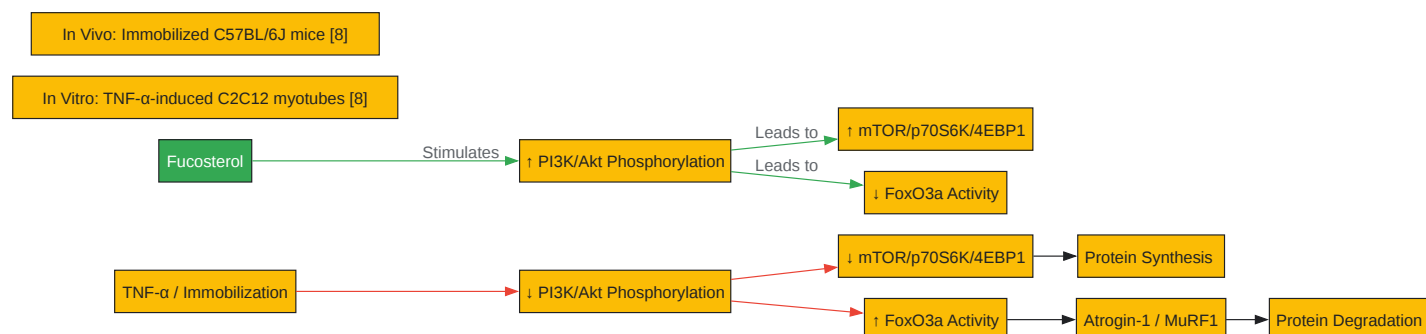 In Vivo: Immobilized C57BL/6J mice [8]
In Vitro: TNF-α-induced C2C12 myotubes [8]
Fucosterol
Stimulates
↑ PI3K/Akt Phosphorylation
Leads to
↑ mTOR/p70S6K/4EBP1
Leads to
↓ FoxO3a Activity
TNF-α / Immobilization
↓ PI3K/Akt Phosphorylation
↓ mTOR/p70S6K/4EBP1
Protein Synthesis
↑ FoxO3a Activity
Atrogin-1 / MuRF1
Protein Degradation